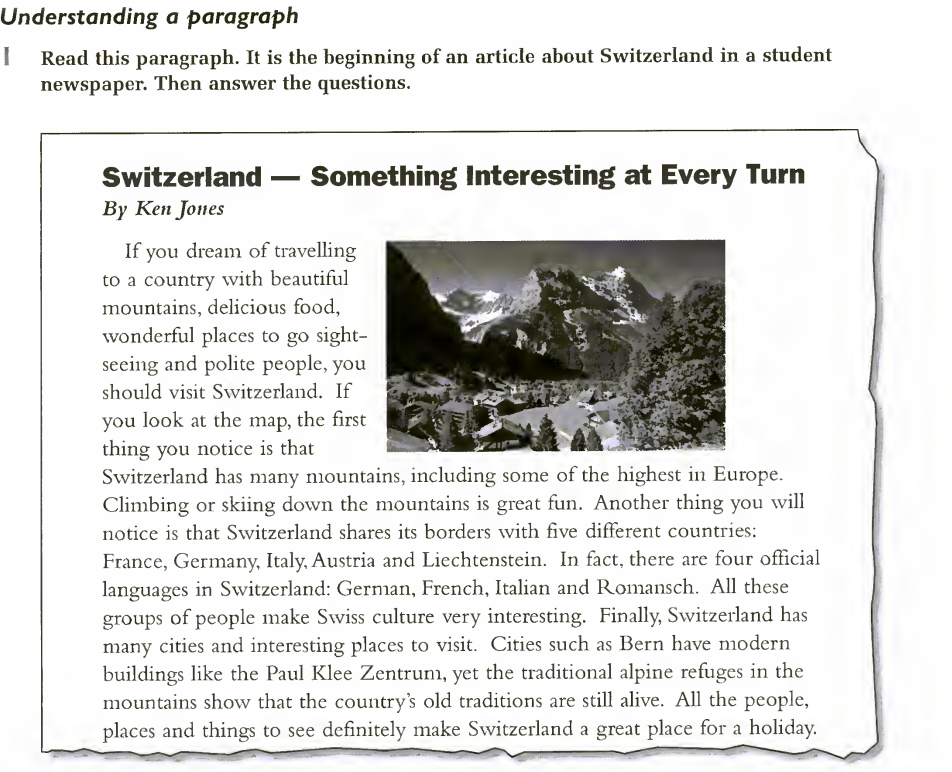 Understanding a paragraph
1 Read this paragraph. It is the beginning of an article about Switzerland in a student
newspaper. Then answer the questions.
Switzerland — Something Interesting at Every Turn
By Ken Jones
If you dream of travelling
to a country with beautiful
mountains, delicious food,
wonderful places to go sight-
seeing and polite people, you
should visit Switzerland. If
you look at the map, the first
thing you notice is that
Switzerland has many mountains, including some of the highest in Europe.
Climbing or skiing down the mountains is great fun. Another thing you will
notice is that Switzerland shares its borders with five different countries:
France, Germany, Italy, Austria and Liechtenstein. In fact, there are four official
languages in Switzerland: German, French, Italian and Romansch. All these
groups of people make Swiss culture very interesting. Finally, Switzerland has
many cities and interesting places to visit. Cities such as Bern have modern
buildings like the Paul Klee Zentrum, yet the traditional alpine refuges in the
mountains show that the country's old traditions are still alive. All the people,
places and things to see definitely make Switzerland a great place for a holiday.